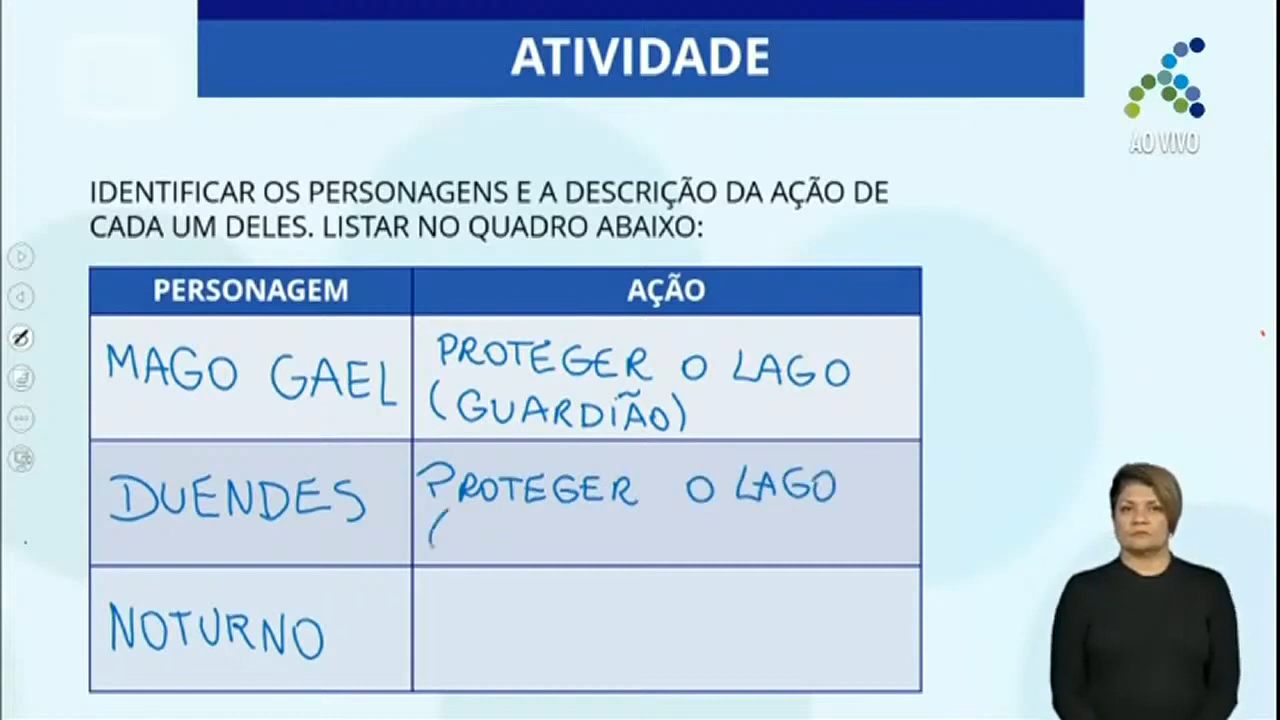 ATIVIDADE
AO VIVO
IDENTIFICAR OS PERSONAGENS E A DESCRIÇÃO DA AÇÃO DE
CADA UM DELES. LISTAR NO QUADRO ABAIXO:
PERSONAGEM AÇÃO
MAGO GAEL PROTEGER O LAGO
(GUARDIÃO)
DUENDES PROTEGER O LAGO
(
NOTURNO